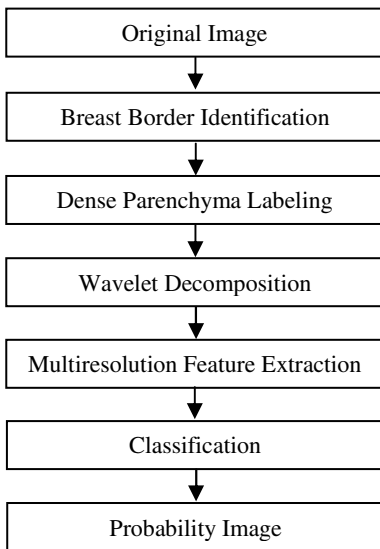 Original Image
Breast Border Identification
Dense Parenchyma Labeling
Wavelet Decomposition
Multiresolution Feature Extraction
Classification
Probability Image